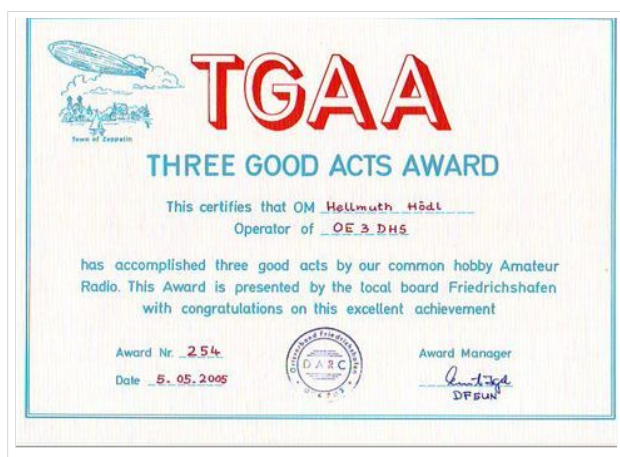 TGAA
Town of Zeppelin
THREE GOOD ACTS AWARD
This certifies that OM Hellmuth Hödl
Operator of OE 3 DHS
has accomplished three good acts by our common hobby Amateur
Radio. This Award is presented by the local board Friedrichshafen
with congratulations on this excellent achievement
Award Nr. 254
Date 5.05.2005
Ortsverband Friedrichshafen
DARC
Award Manager